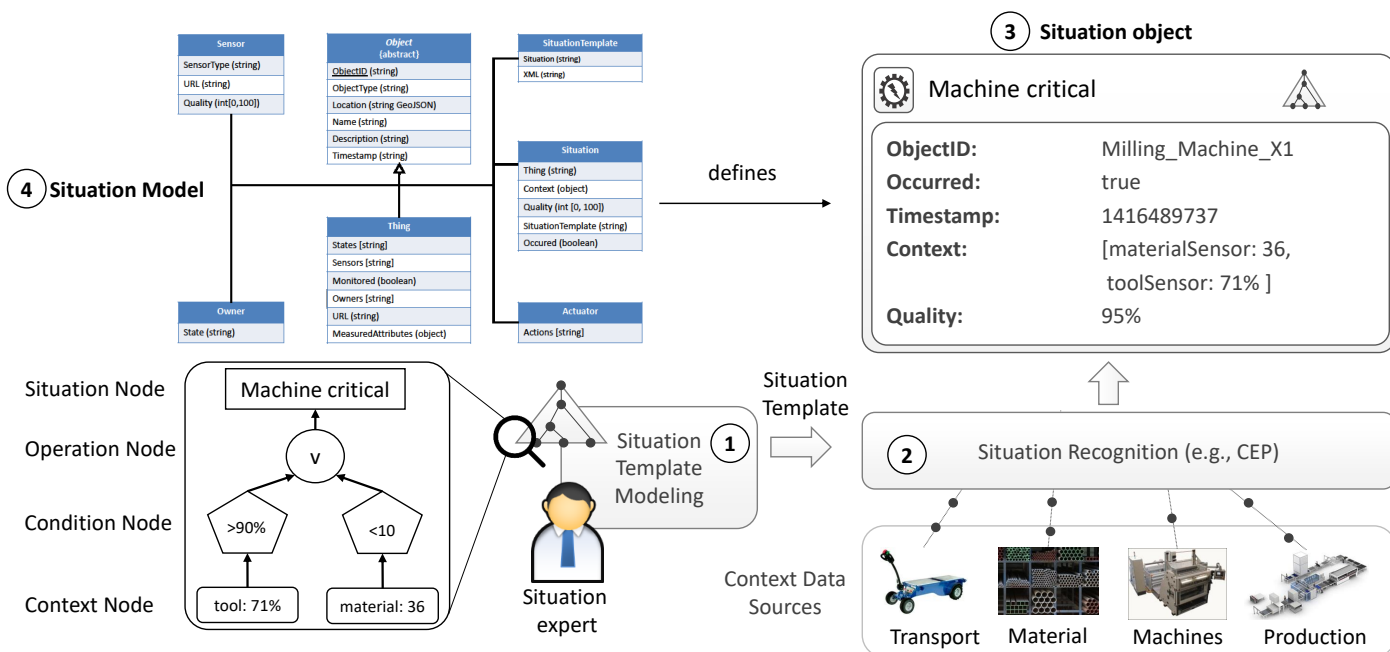 Sensor
SensorType (string)
URL (string)
Quality (int[0,100])
Object
{abstract}
ObjectID (string)
ObjectType (string)
Location (string GeoJSON)
Name (string)
Description (string)
Timestamp (string)
SituationTemplate
Situation (string)
XML (string)
4 Situation Model
Situation
Thing (string)
Context (object)
Quality (int [0, 100])
SituationTemplate (string)
Occured (boolean)
Thing
States [string]
Sensors [string]
Monitored (boolean)
Owners [string]
URL (string)
MeasuredAttributes (object)
Owner
State (string)
Actuator
Actions [string]
defines
3 Situation object
Machine critical
ObjectID: Milling_Machine_X1
Occurred: true
Timestamp: 1416489737
Context: [materialSensor: 36,
toolSensor: 71% ]
Quality: 95%
Situation Node
Operation Node
Condition Node
Context Node
Machine critical
v
>90%
<10
tool: 71%
material: 36
Situation
Template
Modeling
1
Situation
expert
Situation
Template
2 Situation Recognition (e.g., CEP)
Context Data
Sources
Transport Material Machines Production